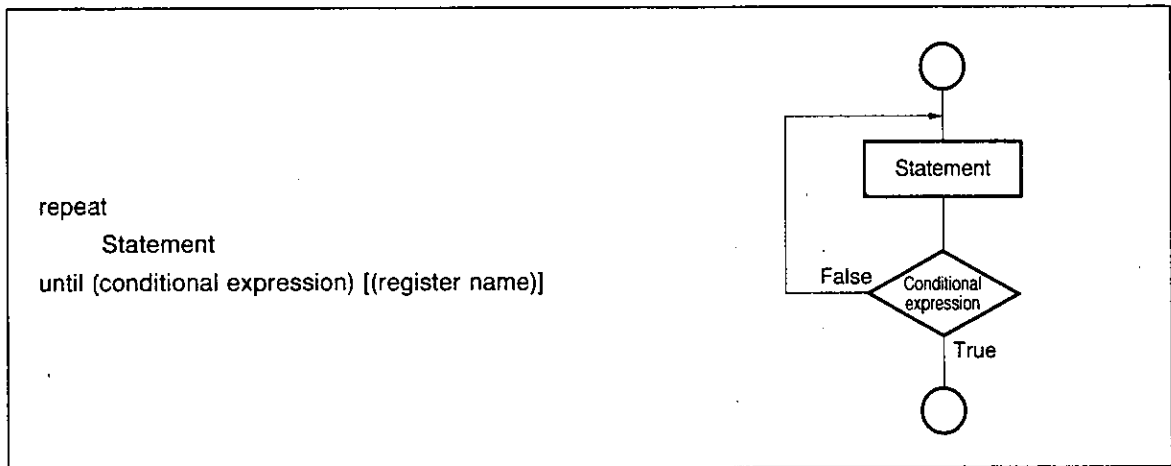 repeat
Statement
until (conditional expression) [(register name)]
Statement
False
Conditional
expression
True